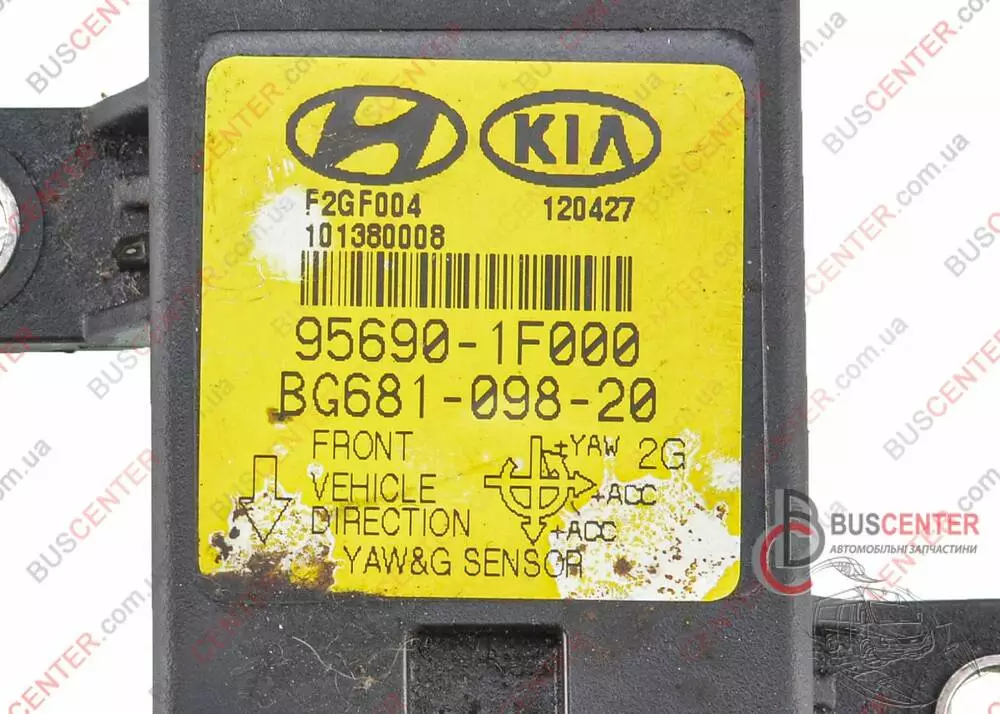 KIA
F2GF004 120427
101380008
95690-1F000
BG681-098-20
FRONT
VEHICLE
DIRECTION
+YAW 2G
+ACC
+ACC
YAW&G SENSOR
BUSCENTER
АВТОМОБІЛЬНІ ЗАПЧАСТИНИ
BUSCENTER.com.ua